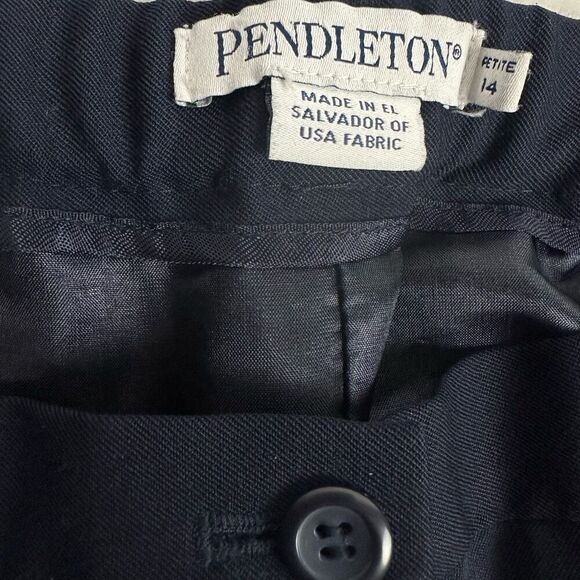 PENDLETON®
PETITE
14
MADE IN EL
SALVADOR OF
USA FABRIC